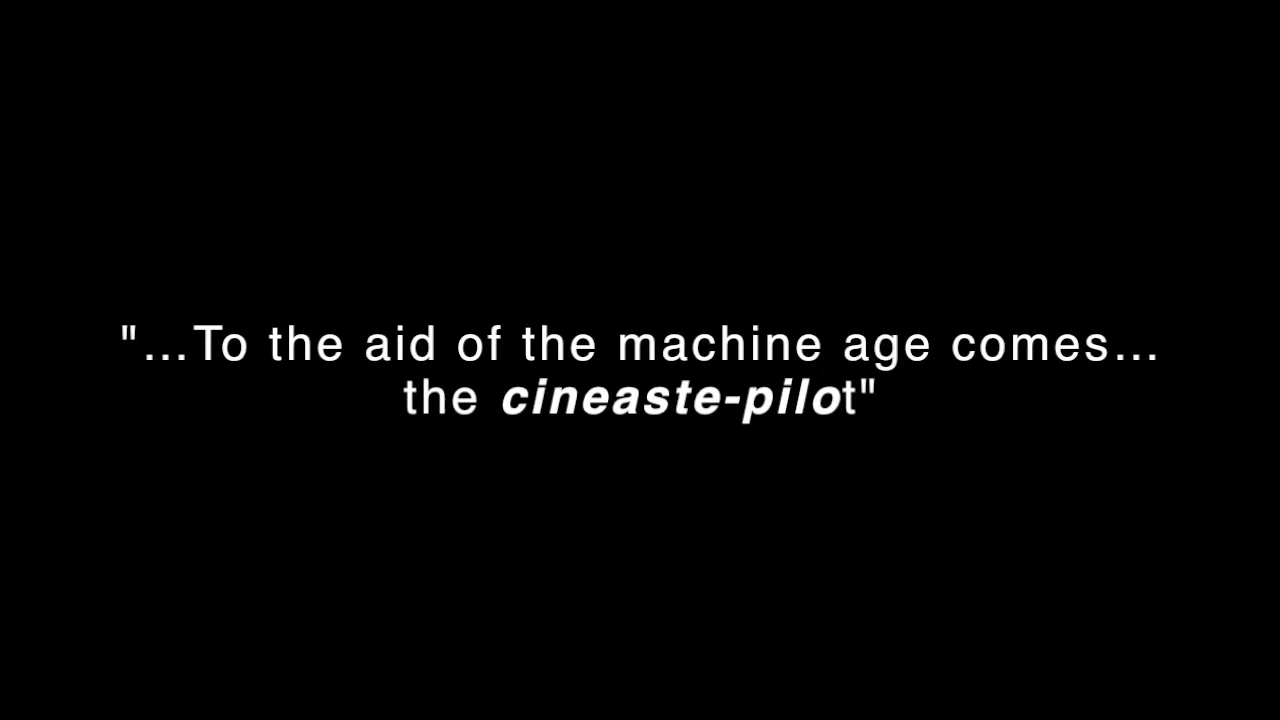 "...To the aid of the machine age comes...
the cineaste-pilot"